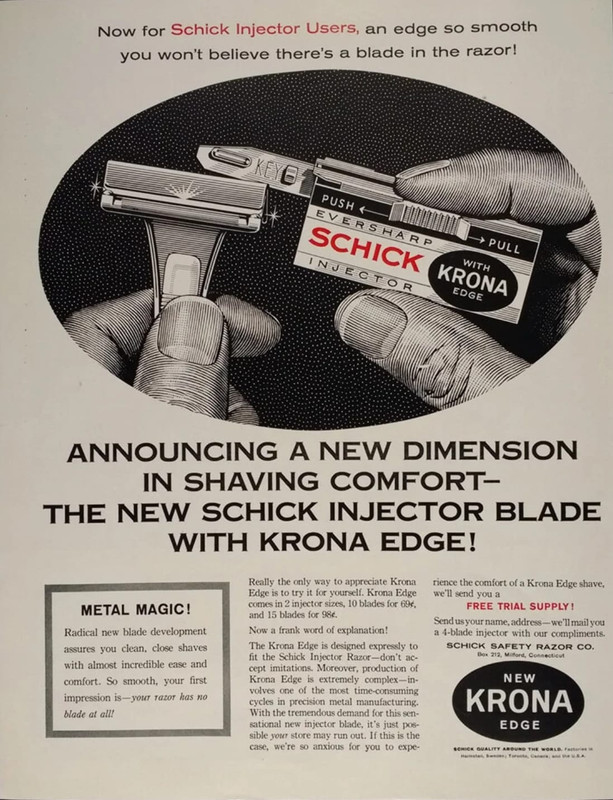 Now for Schick Injector Users, an edge so smooth
you won't believe there's a blade in the razor!
KEY
PUSH
PULL
EVERSHARP
SCHICK
INJECTOR
WITH
KRONA
EDGE
ANNOUNCING A NEW DIMENSION
IN SHAVING COMFORT–
THE NEW SCHICK INJECTOR BLADE
WITH KRONA EDGE!
METAL MAGIC!
Radical new blade development
assures you clean, close shaves
with almost incredible ease and
comfort. So smooth, your first
impression is—your razor has no
blade at all!
Really the only way to appreciate Krona
Edge is to try it for yourself. Krona Edge
comes in 2 injector sizes, 10 blades for 69¢,
and 15 blades for 98¢.
Now a frank word of explanation!
The Krona Edge is designed expressly to
fit the Schick Injector Razor—don't ac-
cept imitations. Moreover, production of
Krona Edge is extremely complex—in-
volves one of the most time-consuming
cycles in precision metal manufacturing.
With the tremendous demand for this sen-
sational new injector blade, it's just pos-
sible your store may run out. If this is the
case, we're so anxious for you to expe-
rience the comfort of a Krona Edge shave,
we'll send you a
FREE TRIAL SUPPLY!
Send us your name, address—we'll mail you
a 4-blade injector with our compliments.
SCHICK SAFETY RAZOR CO.
Box 212, Milford, Connecticut
NEW
KRONA
EDGE
SCHICK QUALITY AROUND THE WORLD. Factories in
Halmstad, Sweden; Toronto, Canada; and the U.S.A.